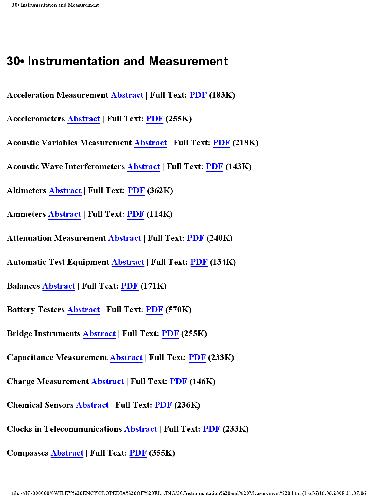 30• Instrumentation and Measurement
30• Instrumentation and Measurement
Acceleration Measurement Abstract | Full Text: PDF (183K)
Accelerometers Abstract | Full Text: PDF (255K)
Acoustic Variables Measurement Abstract | Full Text: PDF (219K)
Acoustic Wave Interferometers Abstract | Full Text: PDF (143K)
Altimeters Abstract | Full Text: PDF (362K)
Ammeters Abstract | Full Text: PDF (114K)
Attenuation Measurement Abstract | Full Text: PDF (240K)
Automatic Test Equipment Abstract | Full Text: PDF (134K)
Balances Abstract | Full Text: PDF (171K)
Battery Testers Abstract | Full Text: PDF (570K)
Bridge Instruments Abstract | Full Text: PDF (255K)
Capacitance Measurement Abstract | Full Text: PDF (233K)
Charge Measurement Abstract | Full Text: PDF (146K)
Chemical Sensors Abstract | Full Text: PDF (236K)
Clocks in Telecommunications Abstract | Full Text: PDF (233K)
Compasses Abstract | Full Text: PDF (355K)